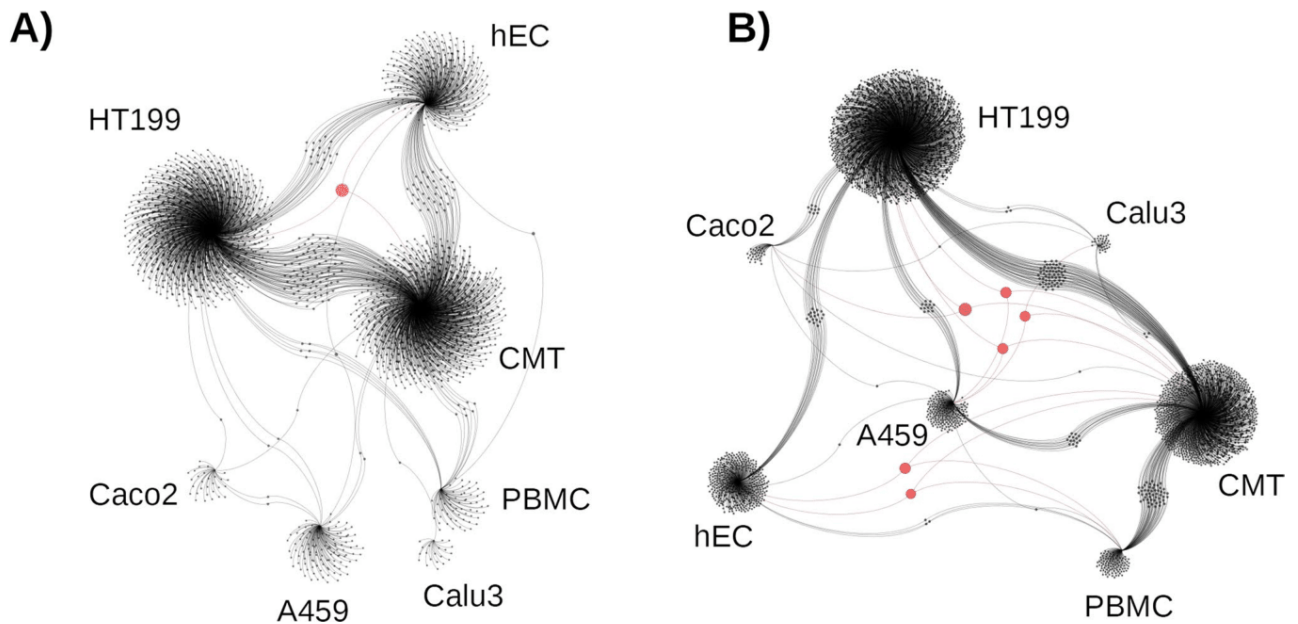 A)
hEC
HT199
CMT
Caco2
PBMC
Calu3
A459
B)
HT199
Calu3
Caco2
A459
CMT
hEC
PBMC